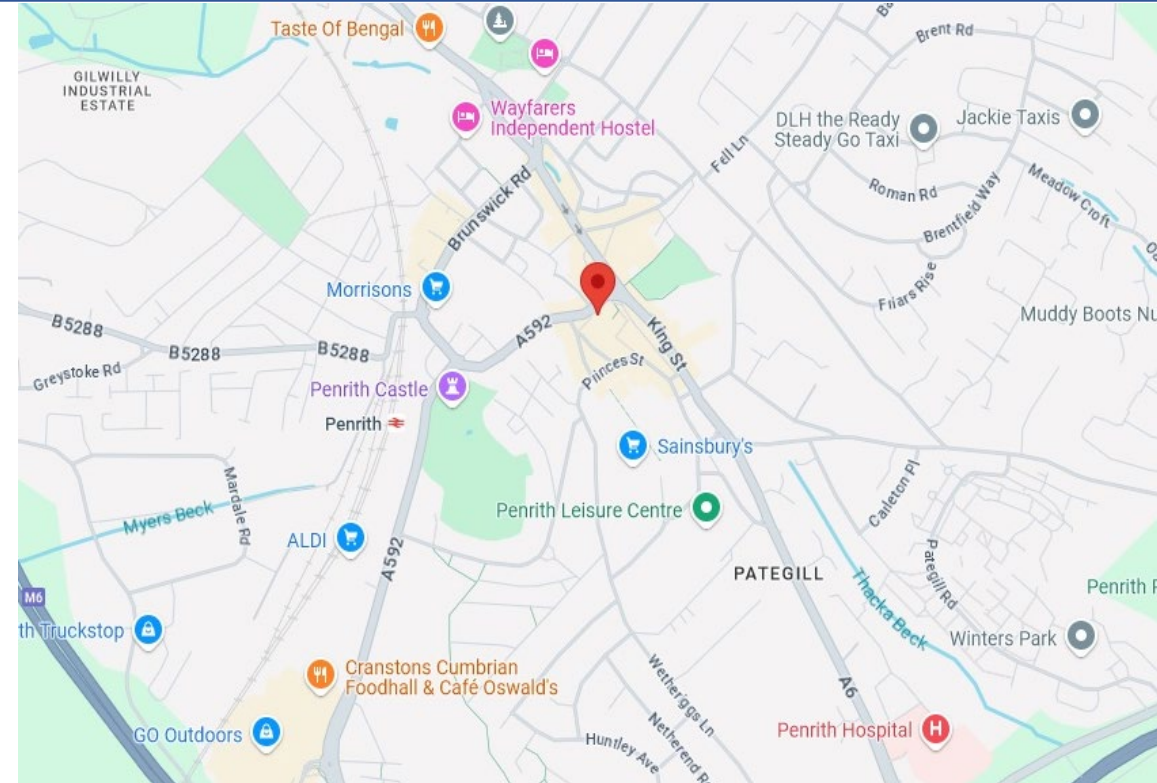 Taste Of Bengal
GILWILLY
INDUSTRIAL
ESTATE
Wayfarers
Independent Hostel
Brent Rd
DLH the Ready
Steady Go Taxi
Jackie Taxis
Fell Ln
Roman Rd
Meadow Croft
Brentfield Way
Brunswick Rd
Friars Rise
Morrisons
Muddy Boots Nu
B5288
B5288
B5288
A592
King St
Greystoke Rd
Princes St
Penrith Castle
Penrith
Sainsbury's
Mardale Rd
Carleton Pl
Penrith Leisure Centre
Myers Beck
ALDI
A592
PATEGILL
Pategill Rd
Thacka Beck
Penrith
M6
th Truckstop
Winters Park
Cranstons Cumbrian
Foodhall & Café Oswald's
Wetheriggs Ln
A6
GO Outdoors
Netherend
Huntley Ave
Penrith Hospital
H